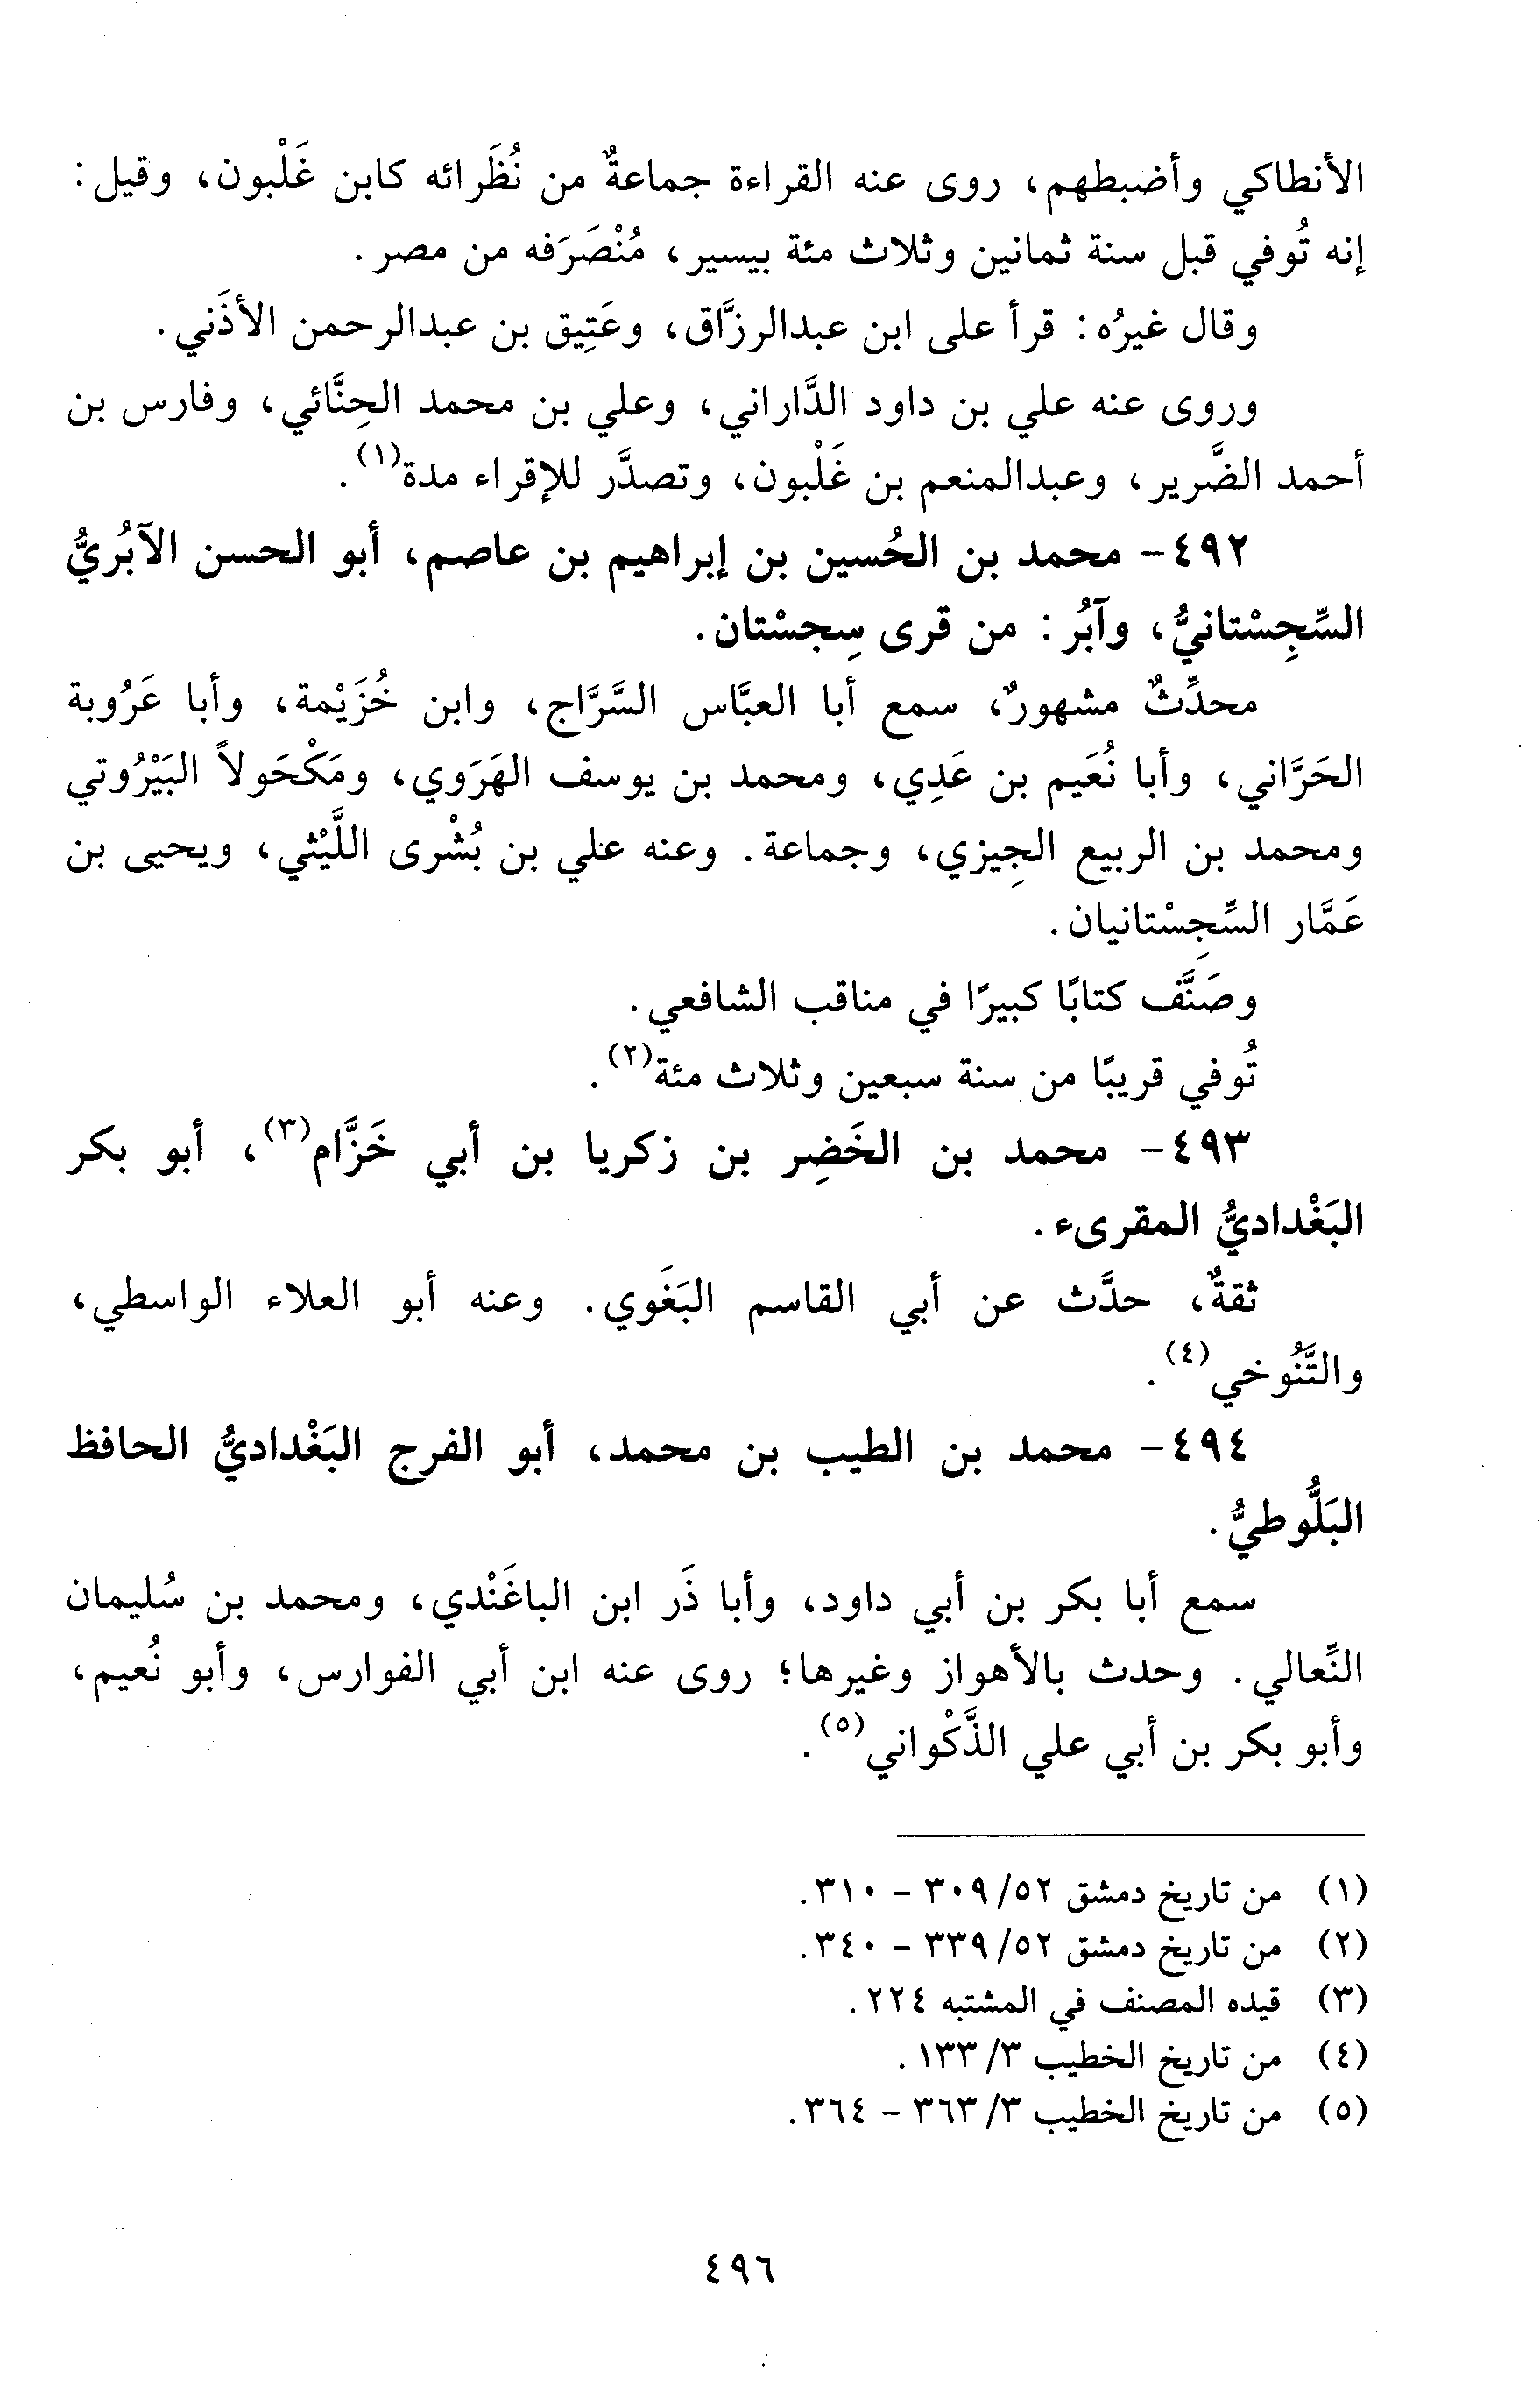 الأنطاكي وأضبطهم، روى عنه القراءة جماعةٌ من نُظَرائه كابن غَلْبون، وقيل:
إنه تُوفي قبل سنة ثمانين وثلاث مئة بيسير، مُنْصَرَفه من مصر.
وقال غيرُه: قرأ على ابن عبدالرزَّاق، وعَتِيق بن عبدالرحمن الأذَني.
وروى عنه علي بن داود الدَّاراني، وعلي بن محمد الحِنَّائي، وفارس بن
أحمد الضَّرير، وعبدالمنعم بن غَلْبون، وتصدَّر للإقراء مدة(١).
٤٩٢- محمد بن الحُسين بن إبراهيم بن عاصم، أبو الحسن الآبُريُّ
السِّجِسْتانيُّ، وآبُر: من قرى سِجسْتان.
محدِّثٌ مشهورٌ، سمع أبا العبَّاس السَّرَّاج، وابن خُزَيْمة، وأبا عَرُوبة
الحَرَّاني، وأبا نُعَيم بن عَدِي، ومحمد بن يوسف الهَرَوي، ومَكْحَولاً البَيْرُوتي
ومحمد بن الربيع الجِيزي، وجماعة. وعنه علي بن بُشْرى اللَّيْثي، ويحيى بن
عَمَّار السِّجِسْتانيان.
وصَنَّف كتابًا كبيرًا في مناقب الشافعي.
تُوفي قريبًا من سنة سبعين وثلاث مئة(٢).
٤٩٣- محمد بن الخَضِر بن زكريا بن أبي خَزَّام(٣)، أبو بكر
البَغْداديُّ المقرىء.
ثقةٌ، حدَّث عن أبي القاسم البَغَوي. وعنه أبو العلاء الواسطي،
والتَّنُوخي(٤).
٤٩٤- محمد بن الطيب بن محمد، أبو الفرج البَغْداديُّ الحافظ
البَلُّوطيُّ.
سمع أبا بكر بن أبي داود، وأبا ذَر ابن الباغَنْدي، ومحمد بن سُليمان
النِّعالي. وحدث بالأهواز وغيرها؛ روى عنه ابن أبي الفوارس، وأبو نُعيم،
وأبو بكر بن أبي علي الذَّكْواني(٥).
(١) من تاريخ دمشق ٥٢/ ٣٠٩ - ٣١٠.
(٢) من تاريخ دمشق ٥٢/ ٣٣٩ - ٣٤٠.
(٣) قيده المصنف في المشتبه ٢٢٤.
(٤) من تاريخ الخطيب ٣/ ١٣٣.
(٥) من تاريخ الخطيب ٣/ ٣٦٣ - ٣٦٤.
٤٩٦